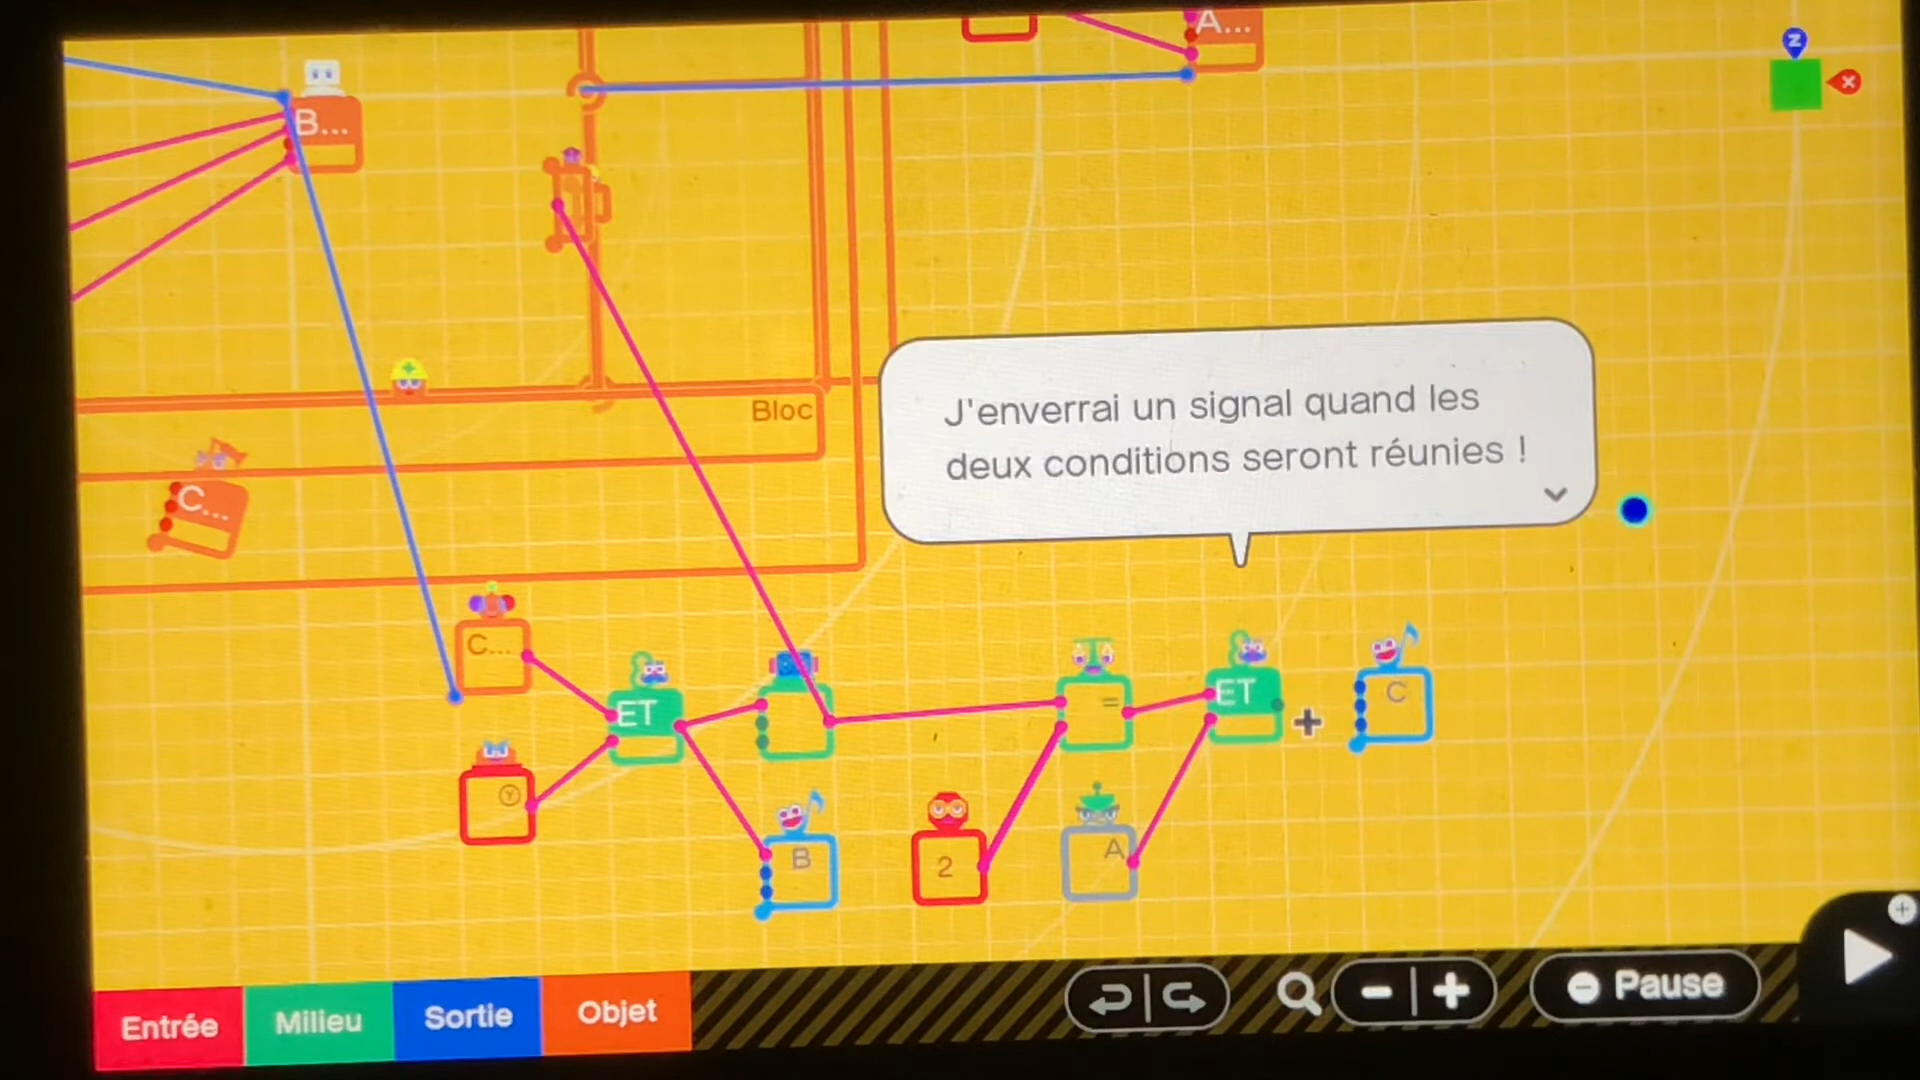 A...
Z
X
B...
Bloc
J'enverrai un signal quand les
deux conditions seront réunies !
C...
C...
ET
=
ET
C
Y
B
2
A
Entrée
Milieu
Sortie
Objet
Pause